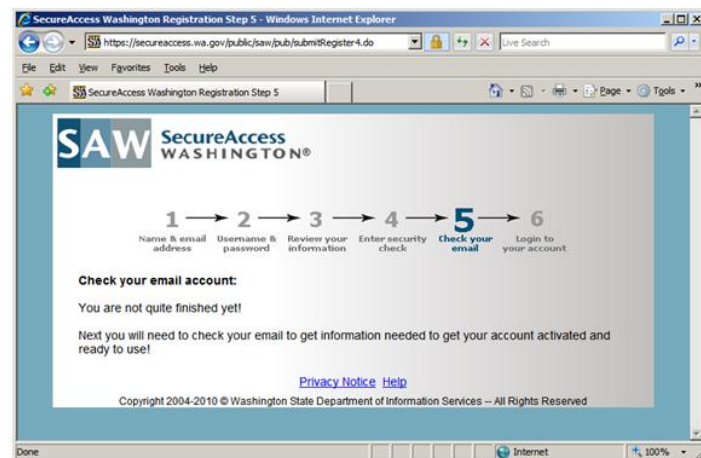 SecureAccess Washington Registration Step 5 - Windows Internet Explorer
https://secureaccess.wa.gov/public/saw/pub/submitRegister4.do
Live Search
File Edit View Favorites Tools Help
SecureAccess Washington Registration Step 5
Page Tools
SAW SecureAccess
WASHINGTON®
1 2 3 4 5 6
Name & email Username & Review your Enter security Check your Login to
address password information check email your account
Check your email account:
You are not quite finished yet!
Next you will need to check your email to get information needed to get your account activated and
ready to use!
Privacy Notice Help
Copyright 2004-2010 © Washington State Department of Information Services -- All Rights Reserved
Done Internet 100%